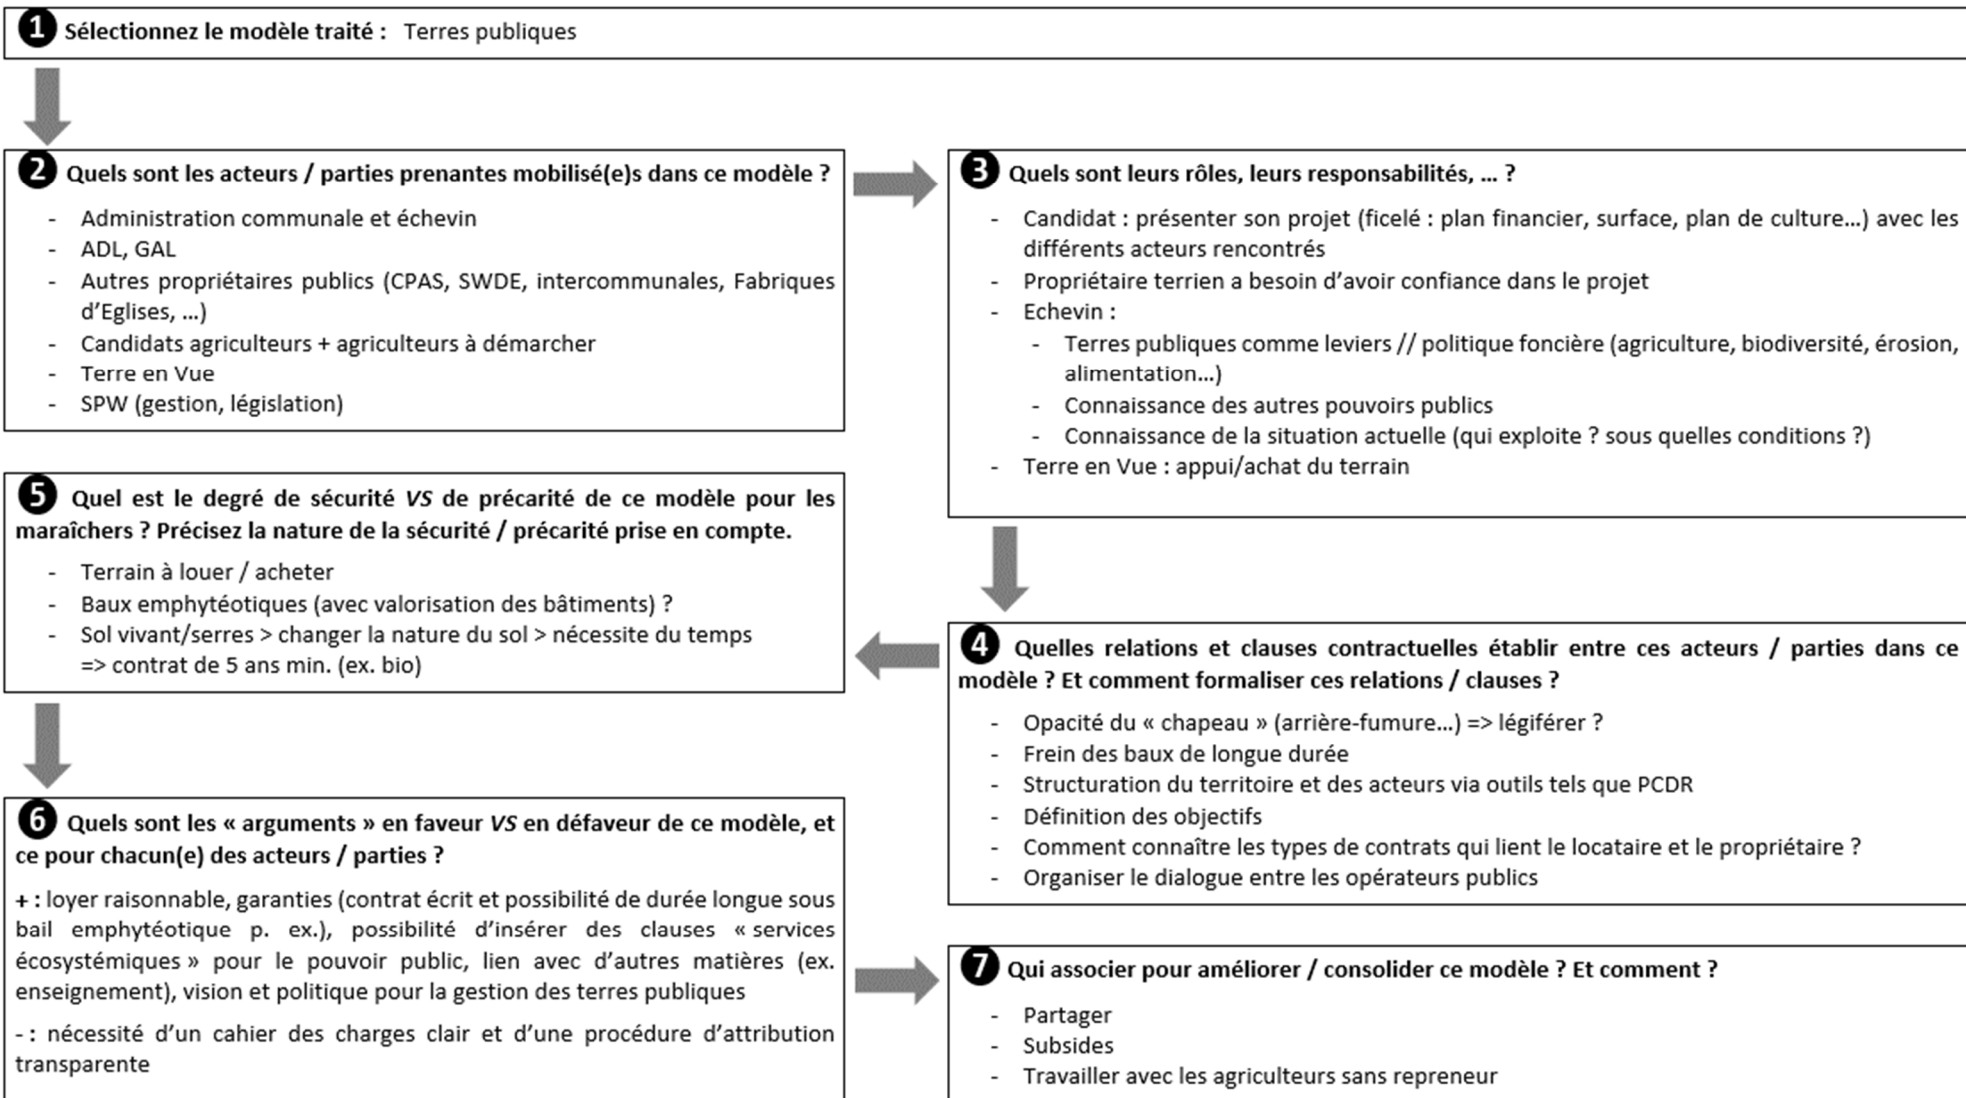 1 Sélectionnez le modèle traité : Terres publiques
2 Quels sont les acteurs / parties prenantes mobilisé(e)s dans ce modèle ?
- Administration communale et échevin
- ADL, GAL
- Autres propriétaires publics (CPAS, SWDE, intercommunales, Fabriques
d’Eglises, …)
- Candidats agriculteurs + agriculteurs à démarcher
- Terre en Vue
- SPW (gestion, législation)
3 Quels sont leurs rôles, leurs responsabilités, … ?
- Candidat : présenter son projet (ficelé : plan financier, surface, plan de culture…) avec les
différents acteurs rencontrés
- Propriétaire terrien a besoin d’avoir confiance dans le projet
- Echevin :
- Terres publiques comme leviers // politique foncière (agriculture, biodiversité, érosion,
alimentation…)
- Connaissance des autres pouvoirs publics
- Connaissance de la situation actuelle (qui exploite ? sous quelles conditions ?)
- Terre en Vue : appui/achat du terrain
4 Quelles relations et clauses contractuelles établir entre ces acteurs / parties dans ce
modèle ? Et comment formaliser ces relations / clauses ?
- Opacité du « chapeau » (arrière-fumure…) => légiférer ?
- Frein des baux de longue durée
- Structuration du territoire et des acteurs via outils tels que PCDR
- Définition des objectifs
- Comment connaître les types de contrats qui lient le locataire et le propriétaire ?
- Organiser le dialogue entre les opérateurs publics
5 Quel est le degré de sécurité VS de précarité de ce modèle pour les
maraîchers ? Précisez la nature de la sécurité / précarité prise en compte.
- Terrain à louer / acheter
- Baux emphytéotiques (avec valorisation des bâtiments) ?
- Sol vivant/serres > changer la nature du sol > nécessite du temps
=> contrat de 5 ans min. (ex. bio)
6 Quels sont les « arguments » en faveur VS en défaveur de ce modèle, et
ce pour chacun(e) des acteurs / parties ?
+ : loyer raisonnable, garanties (contrat écrit et possibilité de durée longue sous
bail emphytéotique p. ex.), possibilité d’insérer des clauses « services
écosystémiques » pour le pouvoir public, lien avec d’autres matières (ex.
enseignement), vision et politique pour la gestion des terres publiques
- : nécessité d’un cahier des charges clair et d’une procédure d’attribution
transparente
7 Qui associer pour améliorer / consolider ce modèle ? Et comment ?
- Partager
- Subsides
- Travailler avec les agriculteurs sans repreneur